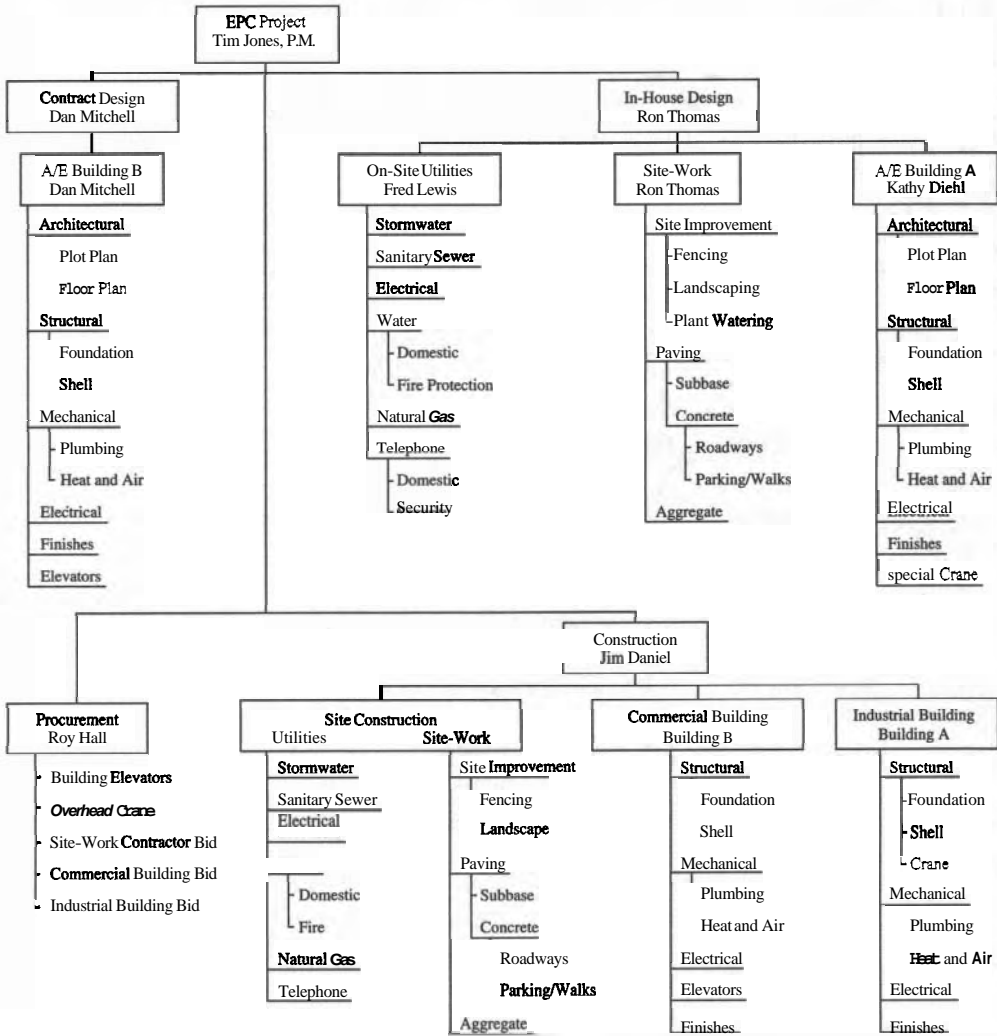 EPC Project
Tim Jones, P.M.
Contract Design
Dan Mitchell
In-House Design
Ron Thomas
A/E Building B
Dan Mitchell
Architectural
Plot Plan
Floor Plan
Structural
Foundation
Shell
Mechanical
Plumbing
Heat and Air
Electrical
Finishes
Elevators
On-Site Utilities
Fred Lewis
Stormwater
Sanitary Sewer
Electrical
Water
Domestic
Fire Protection
Natural Gas
Telephone
Domestic
Security
Site-Work
Ron Thomas
Site Improvement
Fencing
Landscaping
Plant Watering
Paving
Subbase
Concrete
Roadways
Parking/Walks
Aggregate
A/E Building A
Kathy Diehl
Architectural
Plot Plan
Floor Plan
Structural
Foundation
Shell
Mechanical
Plumbing
Heat and Air
Electrical
Finishes
special Crane
Construction
Jim Daniel
Procurement
Roy Hall
Building Elevators
Overhead Crane
Site-Work Contractor Bid
Commercial Building Bid
Industrial Building Bid
Site Construction
Utilities Site-Work
Stormwater
Sanitary Sewer
Electrical
Domestic
Fire
Natural Gas
Telephone
Site Improvement
Fencing
Landscape
Paving
Subbase
Concrete
Roadways
Parking/Walks
Aggregate
Commercial Building
Building B
Structural
Foundation
Shell
Mechanical
Plumbing
Heat and Air
Electrical
Elevators
Finishes
Industrial Building
Building A
Structural
Foundation
Shell
Crane
Mechanical
Plumbing
Heat and Air
Electrical
Finishes